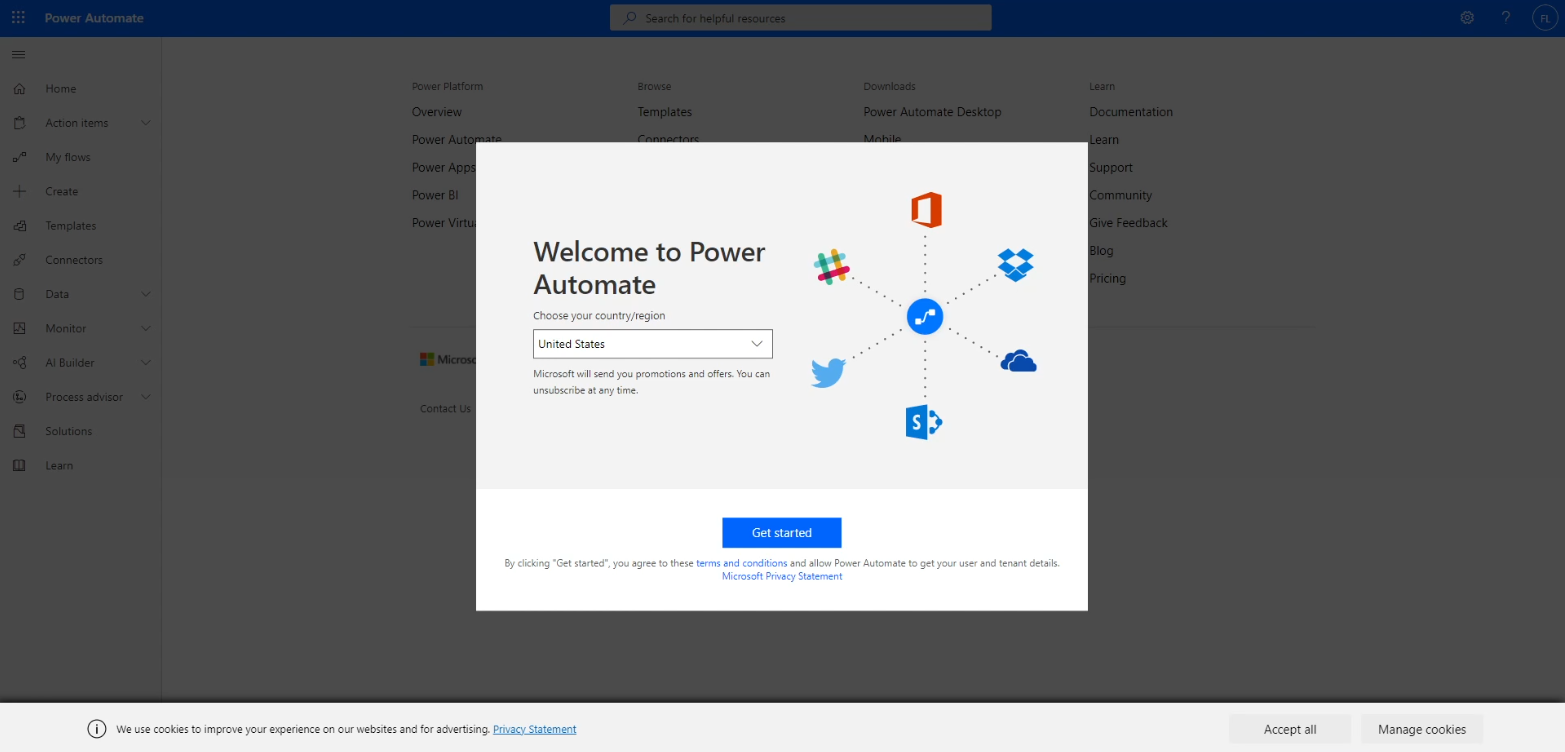 Power Automate
Search for helpful resources
?
FL
Home
Action items
My flows
Create
Templates
Connectors
Data
Monitor
AI Builder
Process advisor
Solutions
Learn
Power Platform
Overview
Power Automate
Power Apps
Power BI
Power Virtu
Browse
Templates
Connectors
Downloads
Power Automate Desktop
Mobile
Learn
Documentation
Learn
Support
Community
Give Feedback
Blog
Pricing
Microso
Contact Us
Welcome to Power
Automate
Choose your country/region
United States
Microsoft will send you promotions and offers. You can
unsubscribe at any time.
S
Get started
By clicking "Get started", you agree to these terms and conditions and allow Power Automate to get your user and tenant details.
Microsoft Privacy Statement
We use cookies to improve your experience on our websites and for advertising. Privacy Statement
Accept all
Manage cookies